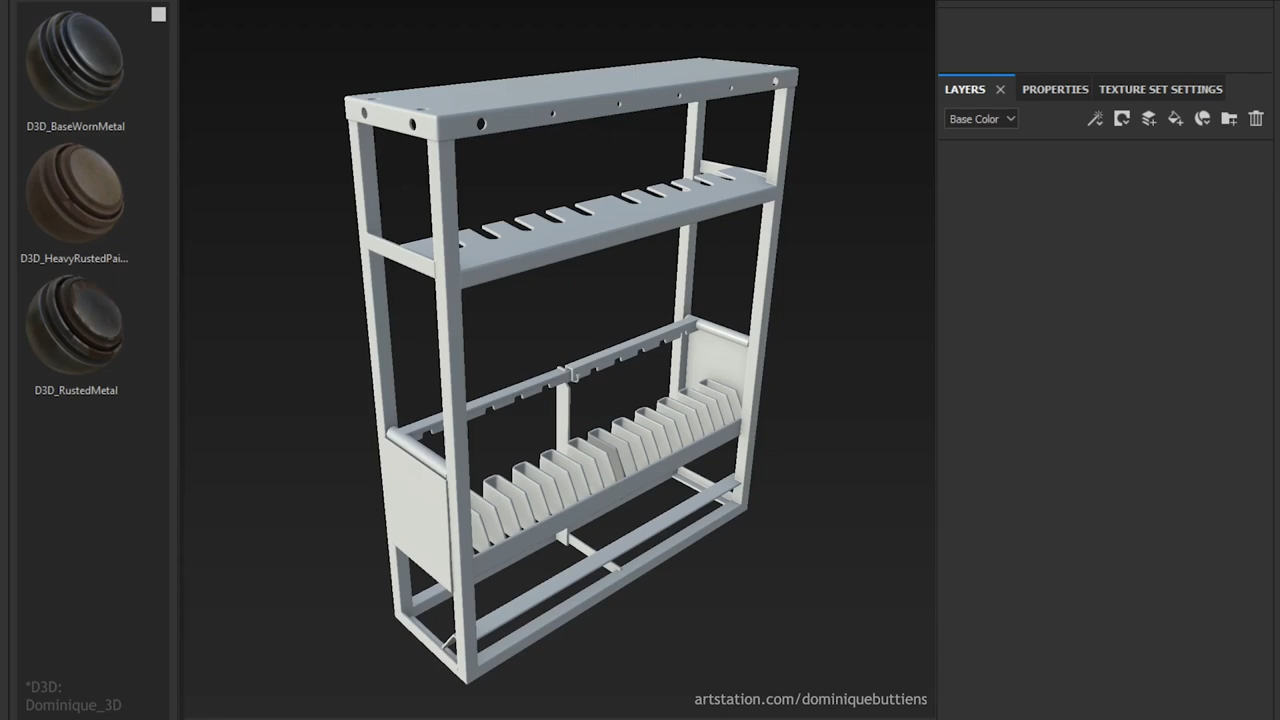 D3D_BaseWornMetal
D3D_HeavyRustedPai...
D3D_RustedMetal
*D3D:
Dominique_3D
artstation.com/dominiquebuttiens
LAYERS
PROPERTIES
TEXTURE SET SETTINGS
Base Color